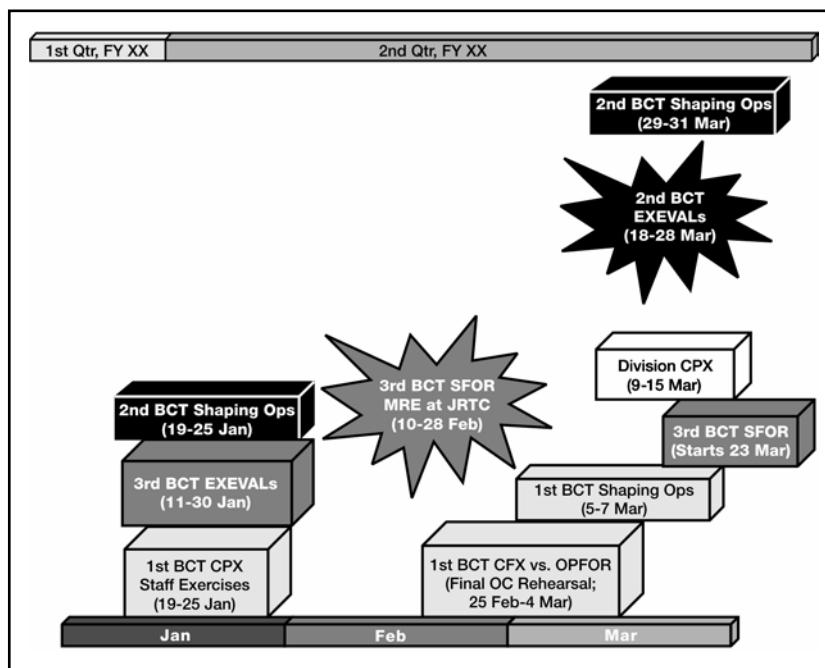 1st Qtr, FY XX
2nd Qtr, FY XX
2nd BCT Shaping Ops
(29-31 Mar)
2nd BCT
EXEVALs
(18-28 Mar)
Division CPX
(9-15 Mar)
3rd BCT SFOR
MRE at JRTC
(10-28 Feb)
2nd BCT Shaping Ops
(19-25 Jan)
3rd BCT SFOR
(Starts 23 Mar)
3rd BCT EXEVALs
(11-30 Jan)
1st BCT Shaping Ops
(5-7 Mar)
1st BCT CPX
Staff Exercises
(19-25 Jan)
1st BCT CFX vs. OPFOR
(Final OC Rehearsal;
25 Feb-4 Mar)
Jan
Feb
Mar